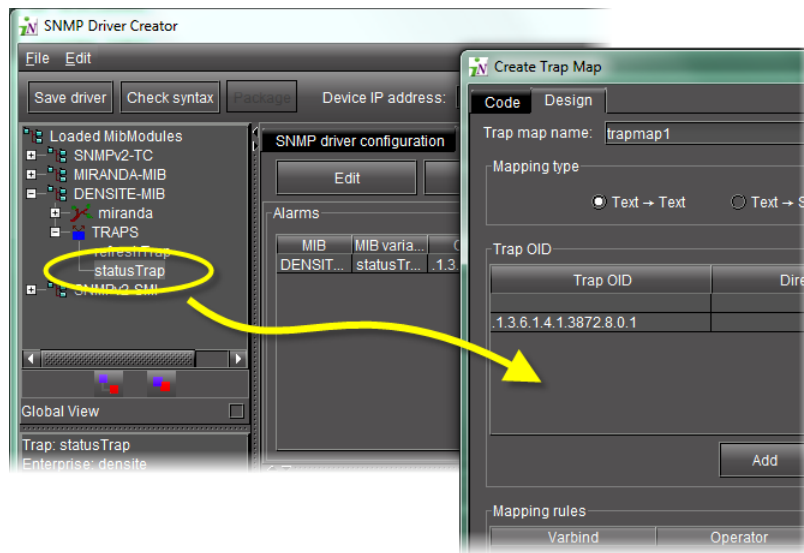 SNMP Driver Creator
File Edit
Save driver Check syntax Package Device IP address:
Loaded MibModules
SNMPv2-TC
MIRANDA-MIB
DENSITE-MIB
miranda
TRAPS
refreshTrap
statusTrap
SNMPv2-SMI
Global View
Trap: statusTrap
Enterprise: densite
SNMP driver configuration
Edit
Alarms
MIB MIB varia...
DENSIT... statusTr... .1.3.
Create Trap Map
Code Design
Trap map name: trapmap1
Mapping type
Text → Text Text → S
Trap OID
Trap OID Dire
.1.3.6.1.4.1.3872.8.0.1
Add
Mapping rules
Varbind Operator